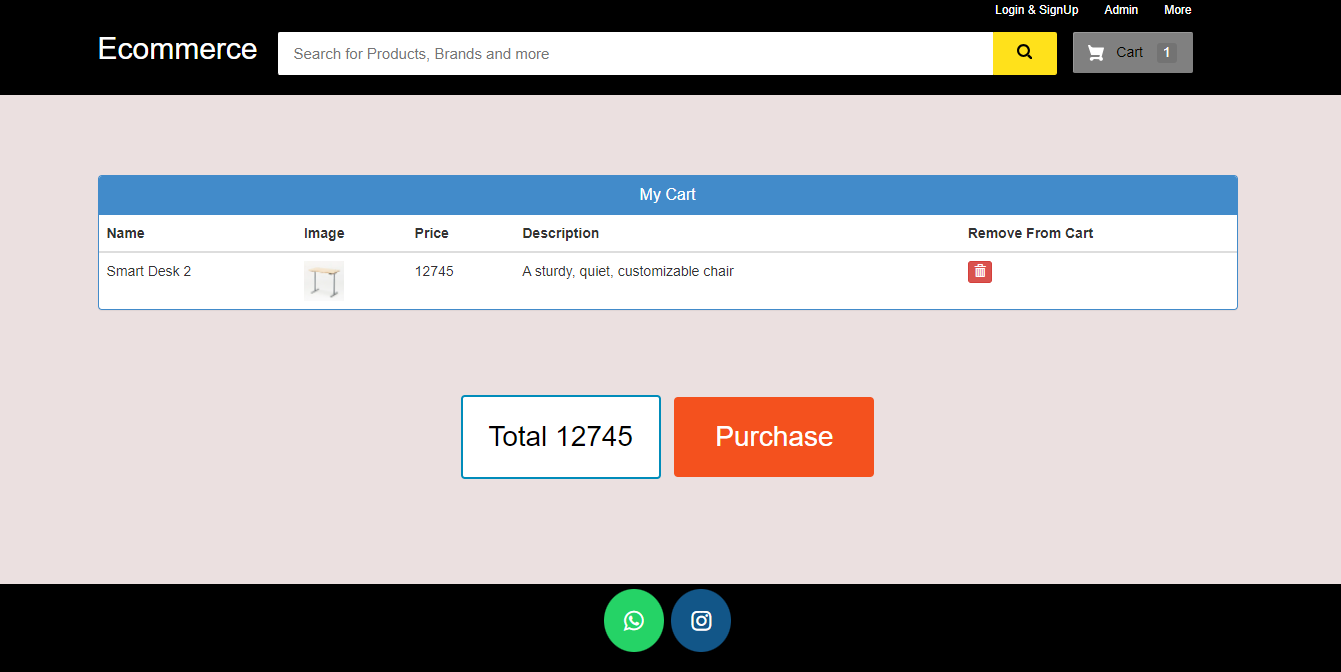 Login & SignUp Admin More
Ecommerce Search for Products, Brands and more Cart 1
My Cart
Name Image Price Description Remove From Cart
Smart Desk 2 12745 A sturdy, quiet, customizable chair
Total 12745 Purchase